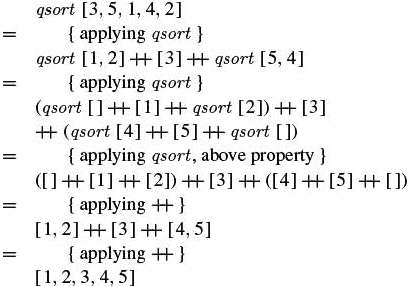 qsort [3, 5, 1, 4, 2]
= { applying qsort }
qsort [1, 2] ++ [3] ++ qsort [5, 4]
= { applying qsort }
(qsort [ ] ++ [1] ++ qsort [2]) ++ [3]
++ (qsort [4] ++ [5] ++ qsort [ ])
= { applying qsort, above property }
([ ] ++ [1] ++ [2]) ++ [3] ++ ([4] ++ [5] ++ [ ])
= { applying ++ }
[1, 2] ++ [3] ++ [4, 5]
= { applying ++ }
[1, 2, 3, 4, 5]